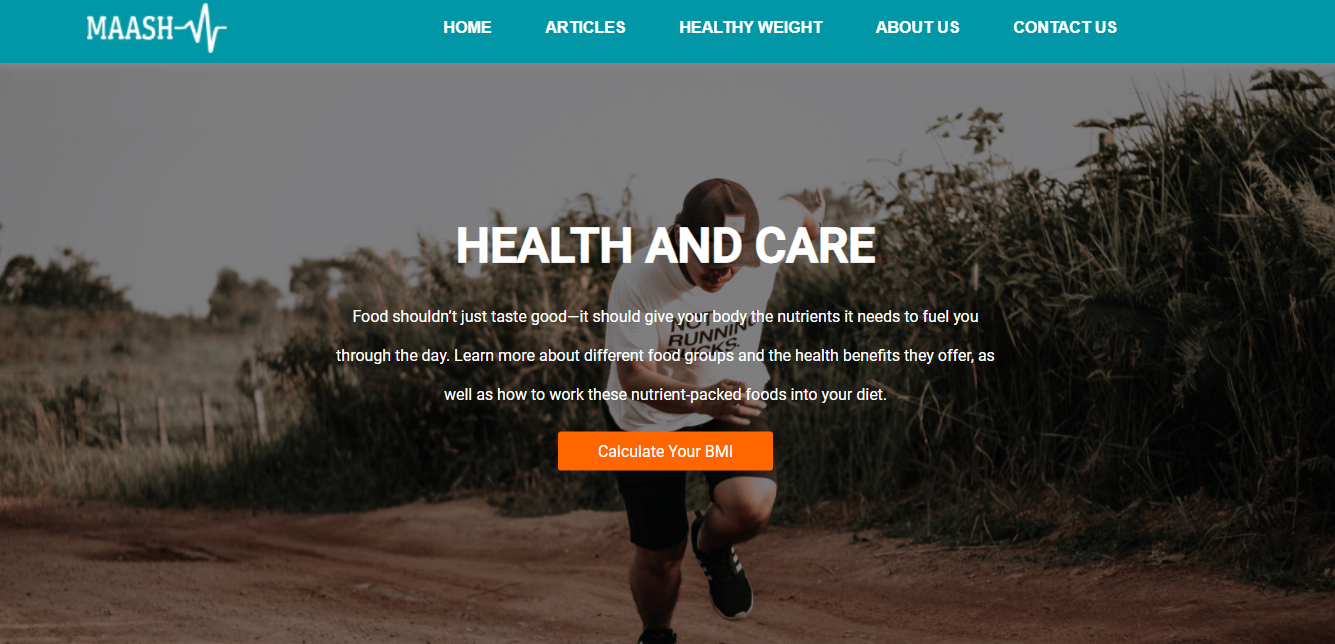 MAASH
HOME ARTICLES HEALTHY WEIGHT ABOUT US CONTACT US
HEALTH AND CARE
Food shouldn’t just taste good—it should give your body the nutrients it needs to fuel you
through the day. Learn more about different food groups and the health benefits they offer, as
well as how to work these nutrient-packed foods into your diet.
Calculate Your BMI
RUNNING